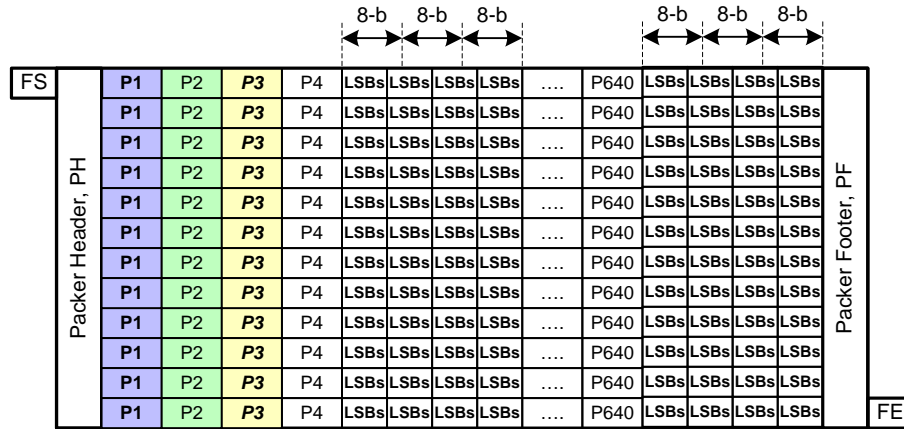 8-b 8-b 8-b 8-b 8-b 8-b
FS P1 P2 P3 P4 LSBs LSBs LSBs LSBs .... P640 LSBs LSBs LSBs LSBs
P1 P2 P3 P4 LSBs LSBs LSBs LSBs .... P640 LSBs LSBs LSBs LSBs
P1 P2 P3 P4 LSBs LSBs LSBs LSBs .... P640 LSBs LSBs LSBs LSBs
P1 P2 P3 P4 LSBs LSBs LSBs LSBs .... P640 LSBs LSBs LSBs LSBs
P1 P2 P3 P4 LSBs LSBs LSBs LSBs .... P640 LSBs LSBs LSBs LSBs
P1 P2 P3 P4 LSBs LSBs LSBs LSBs .... P640 LSBs LSBs LSBs LSBs
P1 P2 P3 P4 LSBs LSBs LSBs LSBs .... P640 LSBs LSBs LSBs LSBs
P1 P2 P3 P4 LSBs LSBs LSBs LSBs .... P640 LSBs LSBs LSBs LSBs
P1 P2 P3 P4 LSBs LSBs LSBs LSBs .... P640 LSBs LSBs LSBs LSBs
P1 P2 P3 P4 LSBs LSBs LSBs LSBs .... P640 LSBs LSBs LSBs LSBs
P1 P2 P3 P4 LSBs LSBs LSBs LSBs .... P640 LSBs LSBs LSBs LSBs
P1 P2 P3 P4 LSBs LSBs LSBs LSBs .... P640 LSBs LSBs LSBs LSBs FE
Packer Header, PH
Packer Footer, PF